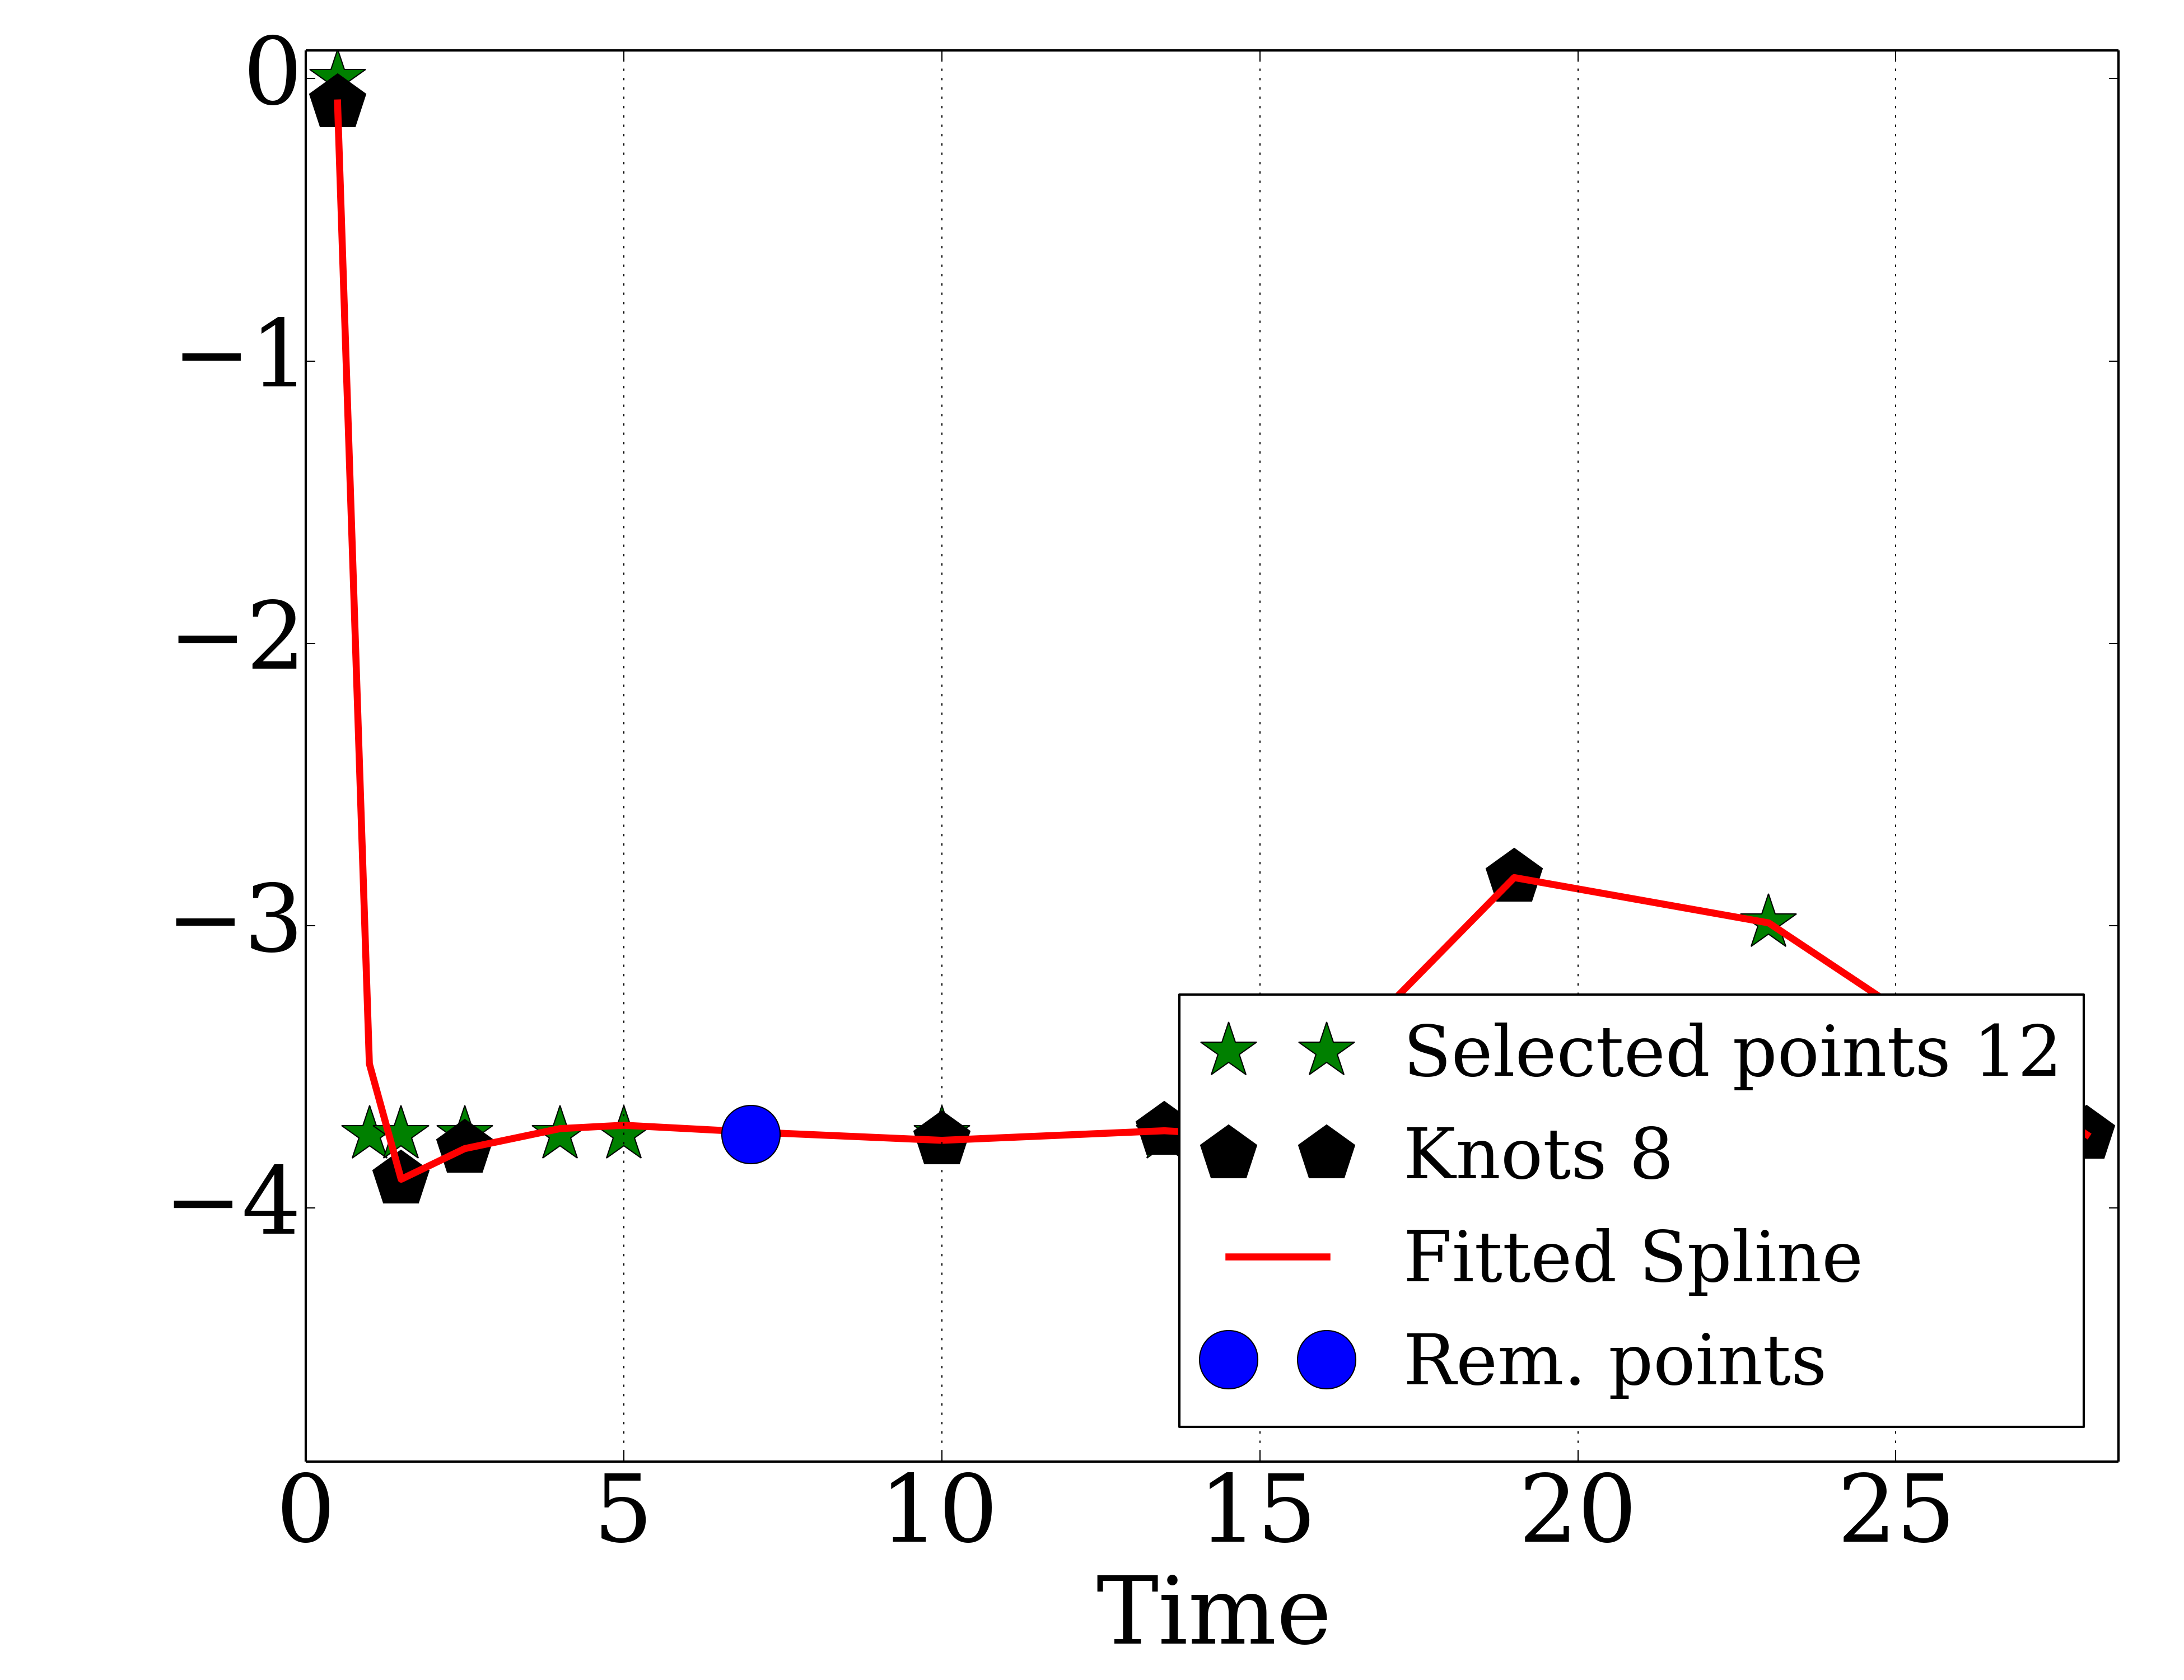 0
−1
−2
−3
−4
Selected points 12
Knots 8
Fitted Spline
Rem. points
0 5 10 15 20 25
Time